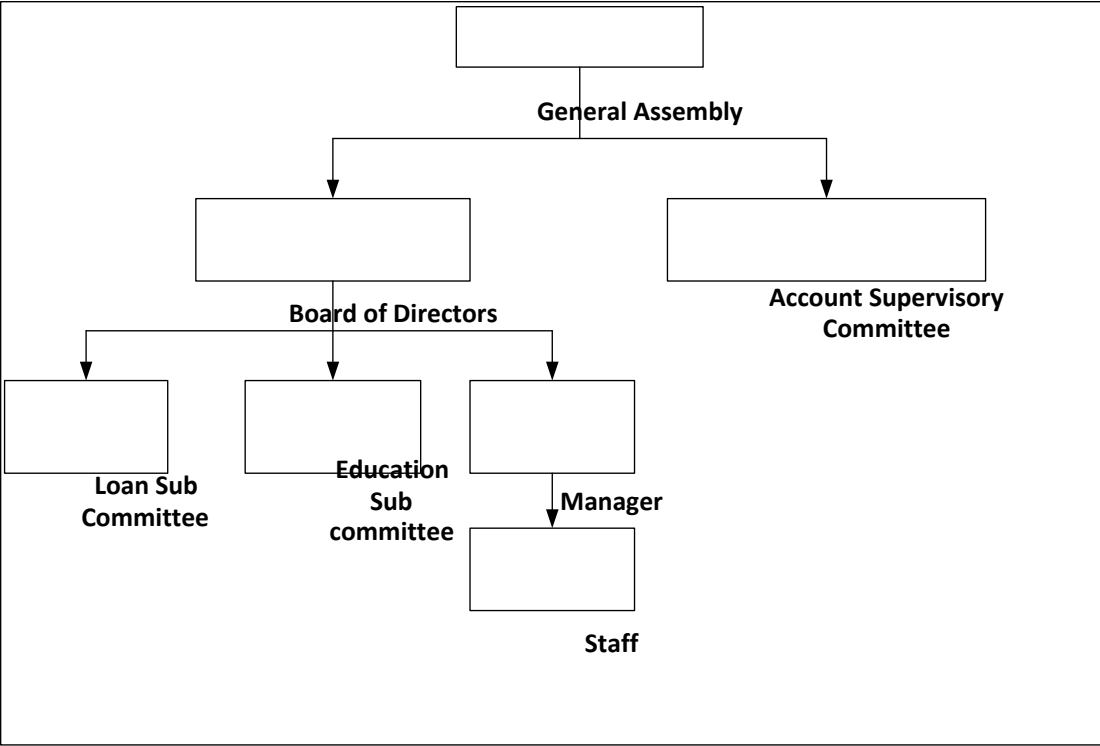 General Assembly
Board of Directors
Account Supervisory
Committee
Loan Sub
Committee
Education
Sub
committee
Manager
Staff